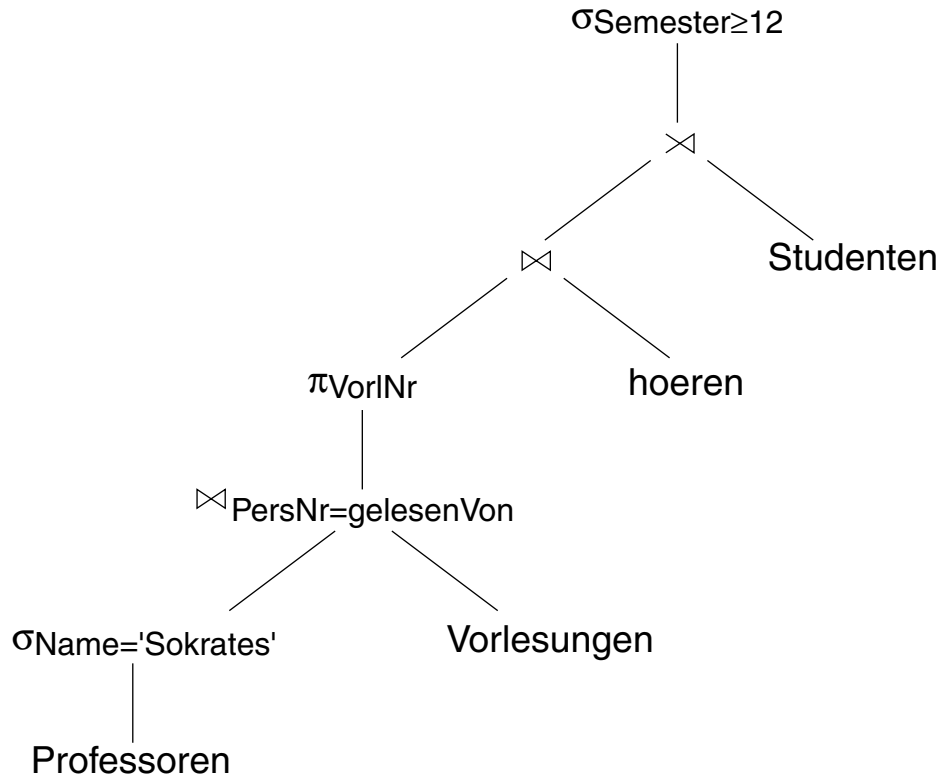 σSemester≥12
⋊
⋈ Studenten
πVorlNr hoeren
⋈PersNr=gelesenVon
σName='Sokrates' Vorlesungen
Professoren